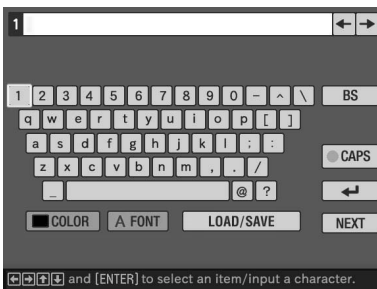 1 ← →
1 2 3 4 5 6 7 8 9 0 - ^ \ BS
q w e r t y u i o p [ ]
a s d f g h j k l ; : CAPS
z x c v b n m , . /
_ @ ? ↵
COLOR A FONT LOAD/SAVE NEXT
←→↑↓ and [ENTER] to select an item/input a character.